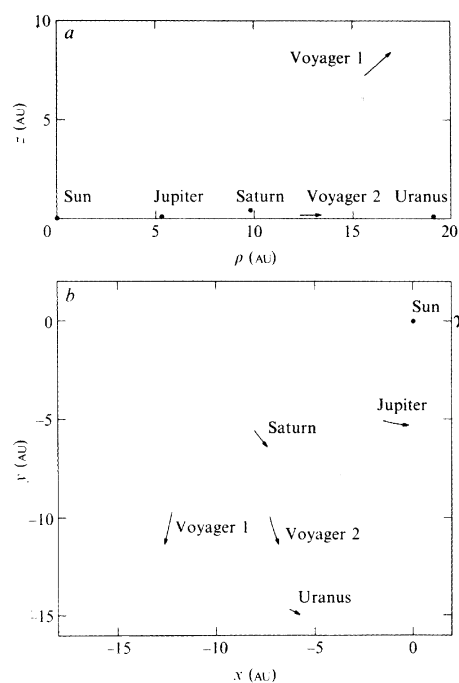 10
a
Voyager 1
z (AU)
5
Sun
Jupiter
Saturn
Voyager 2
Uranus
0
0
5
10
15
20
ρ (AU)
b
Sun
0
♈
Jupiter
−5
Saturn
y (AU)
−10
Voyager 1
Voyager 2
Uranus
−15
−15
−10
−5
0
x (AU)